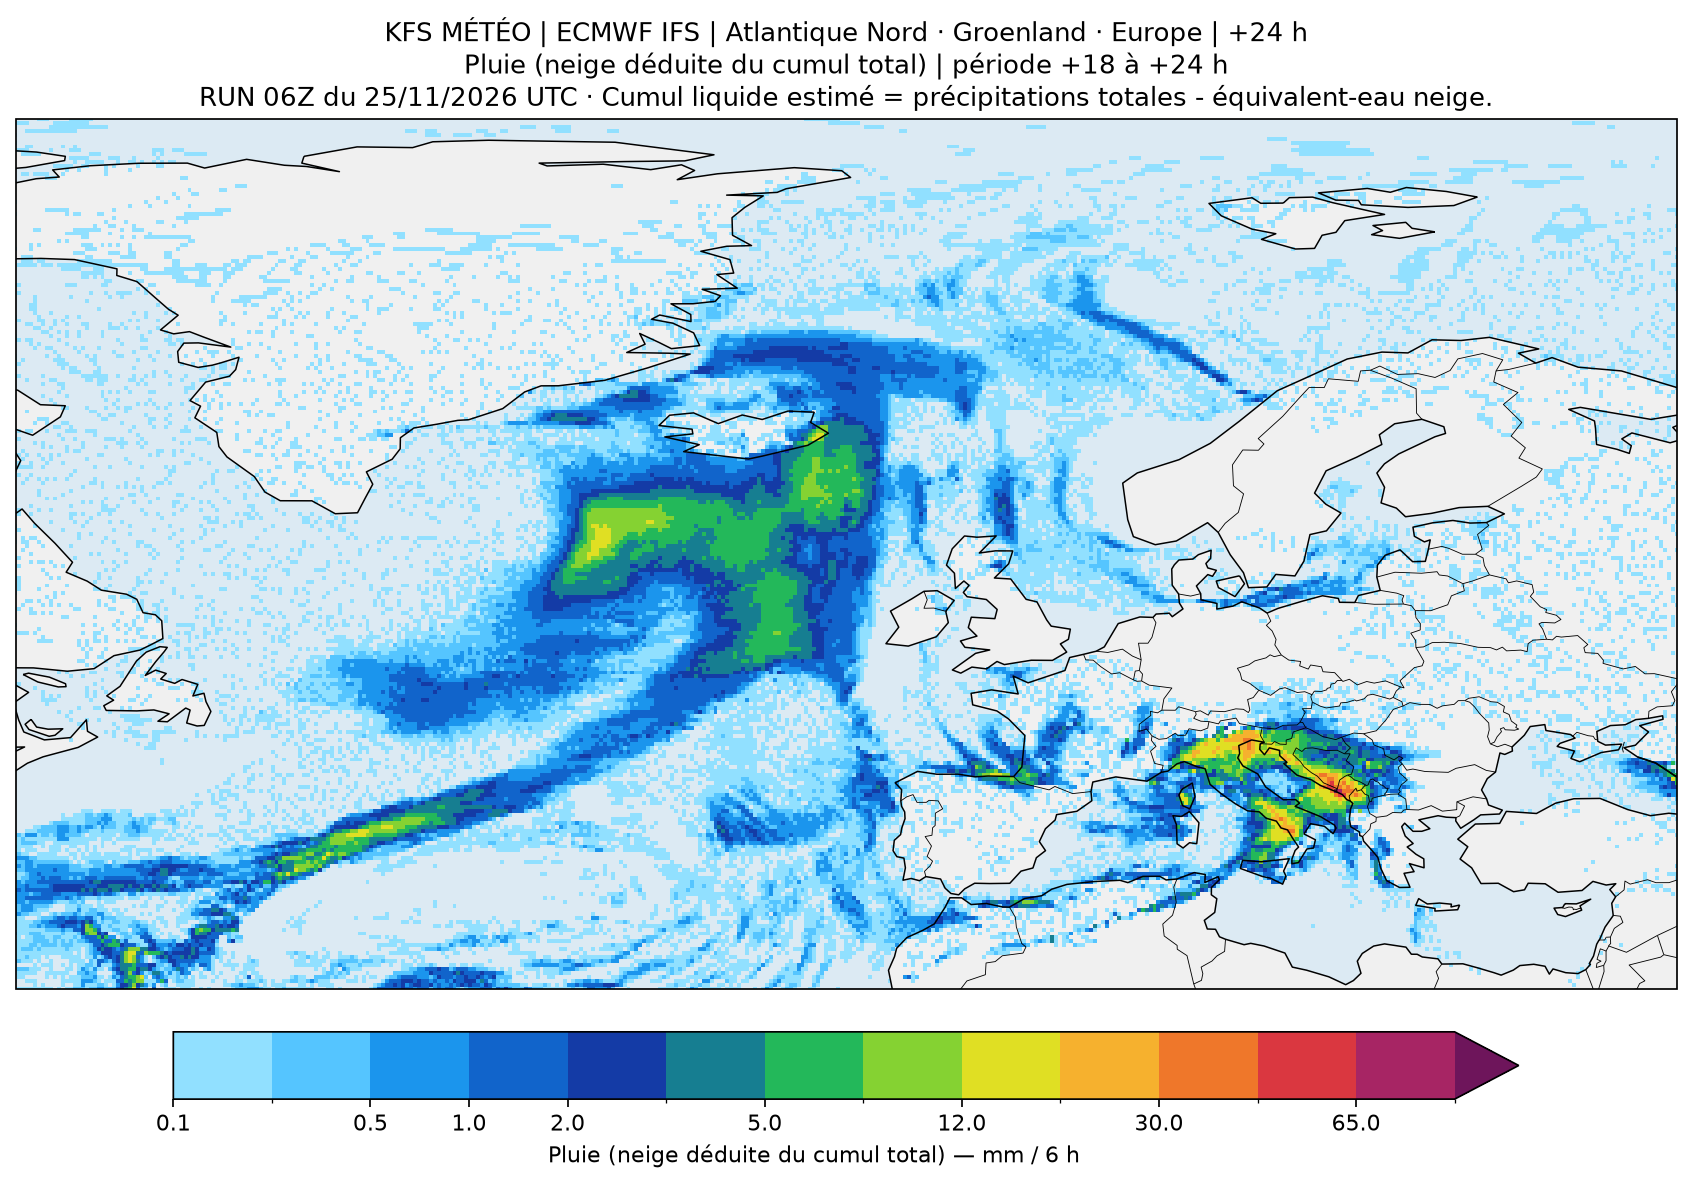 KFS MÉTÉO | ECMWF IFS | Atlantique Nord · Groenland · Europe | +24 h
Pluie (neige déduite du cumul total) | période +18 à +24 h
RUN 06Z du 25/11/2026 UTC · Cumul liquide estimé = précipitations totales - équivalent-eau neige.
0.1 0.5 1.0 2.0 5.0 12.0 30.0 65.0
Pluie (neige déduite du cumul total) — mm / 6 h